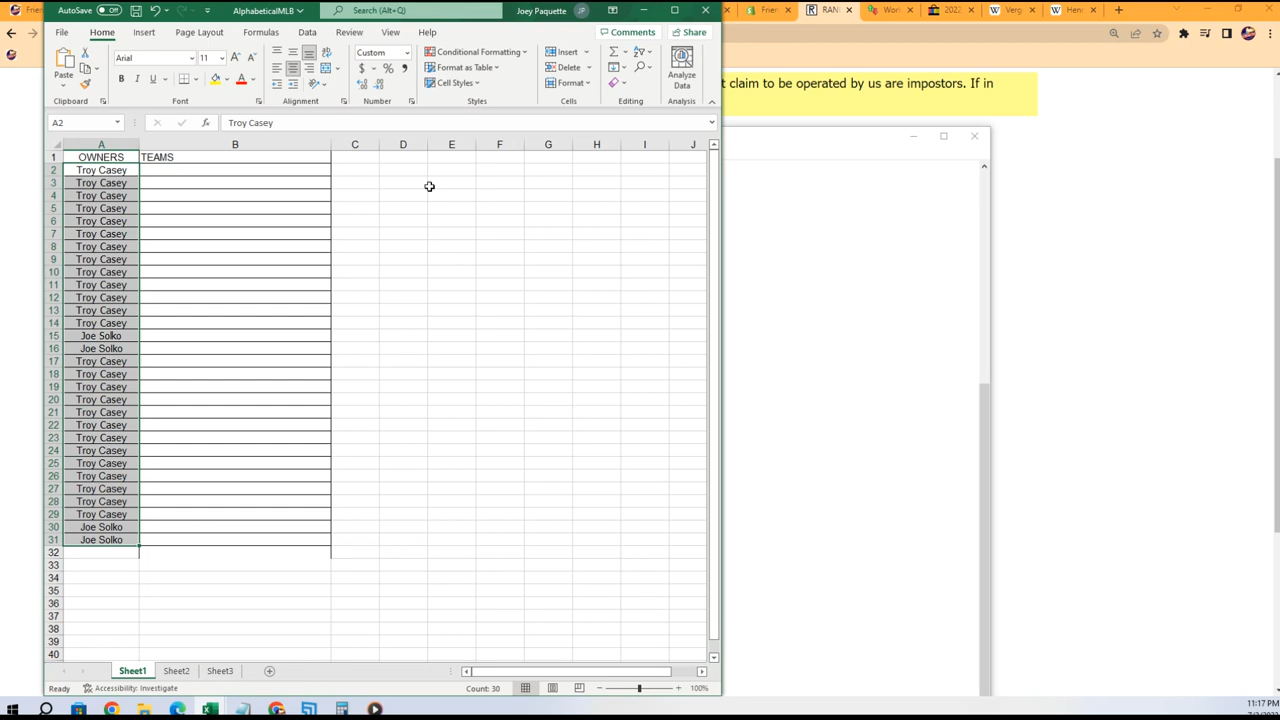 AutoSave Off AlphabeticalMLB Search (Alt+Q) Joey Paquette
File Home Insert Page Layout Formulas Data Review View Help Comments Share
Paste Arial 11 Custom Conditional Formatting Insert Analyze Data
Format as Table Delete
Cell Styles Format
Clipboard Font Alignment Number Styles Cells Editing Analysis
A2 Troy Casey
A B C D E F G H I J
1 OWNERS TEAMS
2 Troy Casey
3 Troy Casey
4 Troy Casey
5 Troy Casey
6 Troy Casey
7 Troy Casey
8 Troy Casey
9 Troy Casey
10 Troy Casey
11 Troy Casey
12 Troy Casey
13 Troy Casey
14 Troy Casey
15 Joe Solko
16 Joe Solko
17 Troy Casey
18 Troy Casey
19 Troy Casey
20 Troy Casey
21 Troy Casey
22 Troy Casey
23 Troy Casey
24 Troy Casey
25 Troy Casey
26 Troy Casey
27 Troy Casey
28 Troy Casey
29 Troy Casey
30 Joe Solko
31 Joe Solko
32
33
34
35
36
37
38
39
40
Sheet1 Sheet2 Sheet3
Ready Accessibility: Investigate Count: 30 100%
Frien RAN Worl 2022 Verg Henr
t claim to be operated by us are impostors. If in
11:17 PM